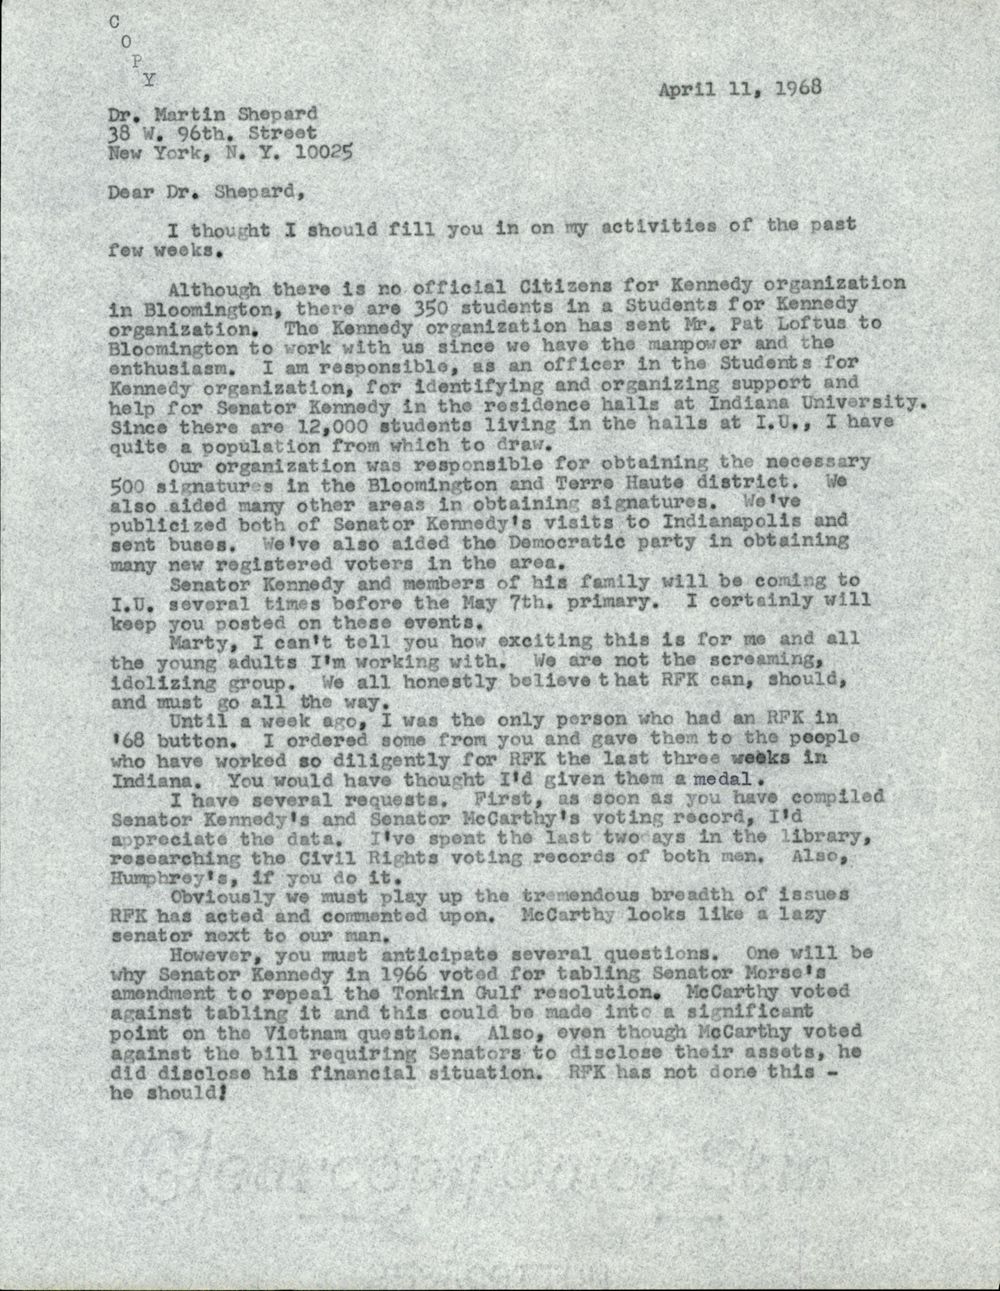 C
O
P
Y
April 11, 1968
Dr. Martin Shepard
38 W. 96th. Street
New York, N. Y. 10025
Dear Dr. Shepard,
I thought I should fill you in on my activities of the past
few weeks.
Although there is no official Citizens for Kennedy organization
in Bloomington, there are 350 students in a Students for Kennedy
organization. The Kennedy organization has sent Mr. Pat Loftus to
Bloomington to work with us since we have the manpower and the
enthusiasm. I am responsible, as an officer in the Students for
Kennedy organization, for identifying and organizing support and
help for Senator Kennedy in the residence halls at Indiana University.
Since there are 12,000 students living in the halls at I.U., I have
quite a population from which to draw.
Our organization was responsible for obtaining the necessary
500 signatures in the Bloomington and Terre Haute district. We
also aided many other areas in obtaining signatures. We've
publicized both of Senator Kennedy's visits to Indianapolis and
sent buses. We've also aided the Democratic party in obtaining
many new registered voters in the area.
Senator Kennedy and members of his family will be coming to
I.U. several times before the May 7th. primary. I certainly will
keep you posted on these events.
Marty, I can't tell you how exciting this is for me and all
the young adults I'm working with. We are not the screaming,
idolizing group. We all honestly believe that RFK can, should,
and must go all the way.
Until a week ago, I was the only person who had an RFK in
'68 button. I ordered some from you and gave them to the people
who have worked so diligently for RFK the last three weeks in
Indiana. You would have thought I'd given them a medal.
I have several requests. First, as soon as you have compiled
Senator Kennedy's and Senator McCarthy's voting record, I'd
appreciate the data. I've spent the last two ays in the library,
researching the Civil Rights voting records of both men. Also,
Humphrey's, if you do it.
Obviously we must play up the tremendous breadth of issues
RFK has acted and commented upon. McCarthy looks like a lazy
senator next to our man.
However, you must anticipate several questions. One will be
why Senator Kennedy in 1966 voted for tabling Senator Morse's
amendment to repeal the Tonkin Gulf resolution. McCarthy voted
against tabling it and this could be made into a significant
point on the Vietnam question. Also, even though McCarthy voted
against the bill requiring Senators to disclose their assets, he
did disclose his financial situation. RFK has not done this -
he should!